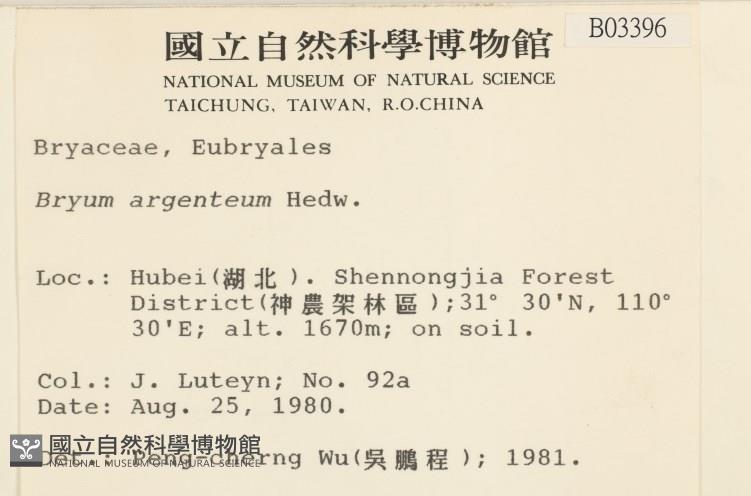 國立自然科學博物館
B03396
NATIONAL MUSEUM OF NATURAL SCIENCE
TAICHUNG, TAIWAN, R.O.CHINA
Bryaceae, Eubryales
Bryum argenteum Hedw.
Loc.: Hubei(湖北). Shennongjia Forest
District(神農架林區);31° 30'N, 110°
30'E; alt. 1670m; on soil.
Col.: J. Luteyn; No. 92a
Date: Aug. 25, 1980.
國立自然科學博物館
NATIONAL MUSEUM OF NATURAL SCIENCE
Det.: Peng-cherng Wu(吳鵬程); 1981.